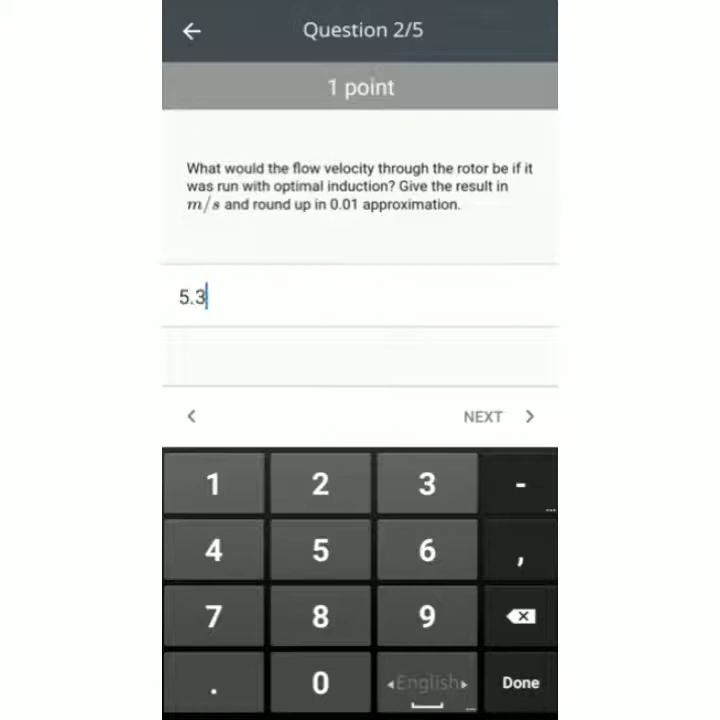 Question 2/5
1 point
What would the flow velocity through the rotor be if it
was run with optimal induction? Give the result in
m/s and round up in 0.01 approximation.
5.3
NEXT
1 2 3 -
4 5 6 ,
7 8 9
. 0 English Done